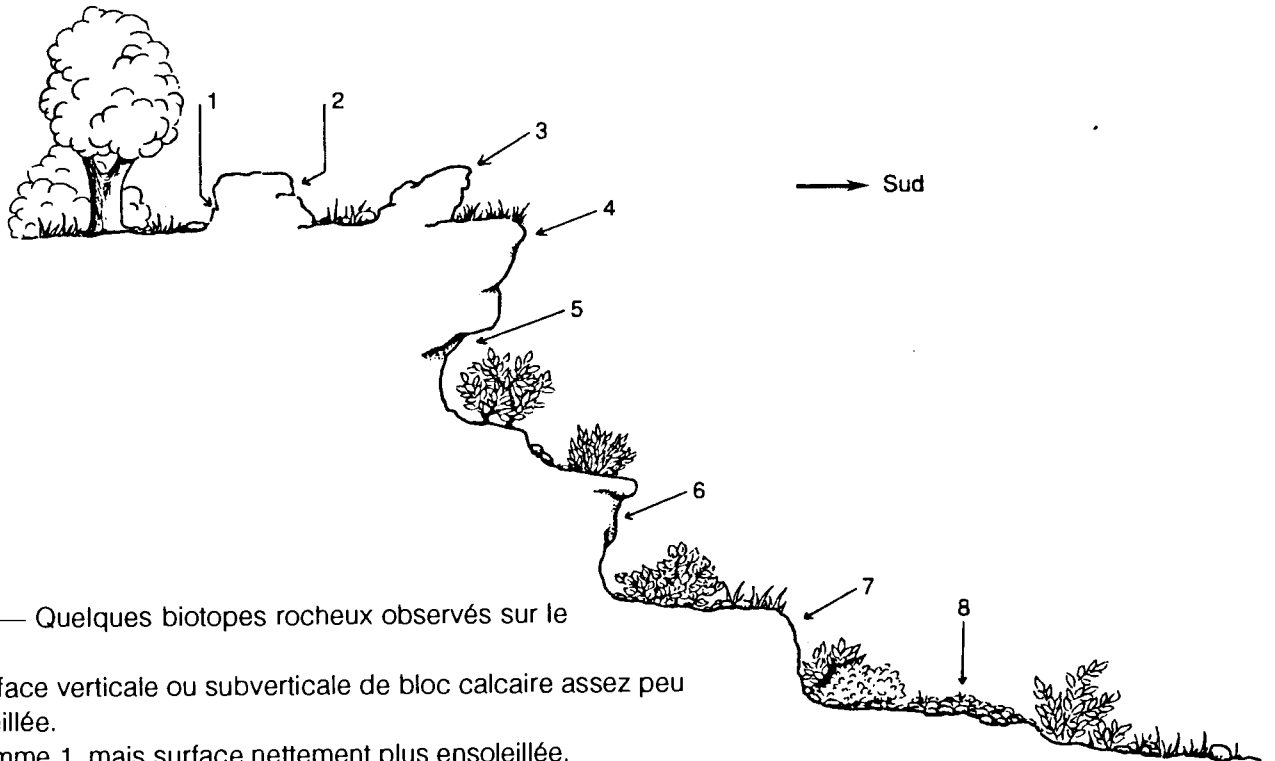 1
2
3
Sud
4
5
6
7
8
— Quelques biotopes rocheux observés sur le
face verticale ou subverticale de bloc calcaire assez peu
illée.
mme 1, mais surface nettement plus ensoleillée.